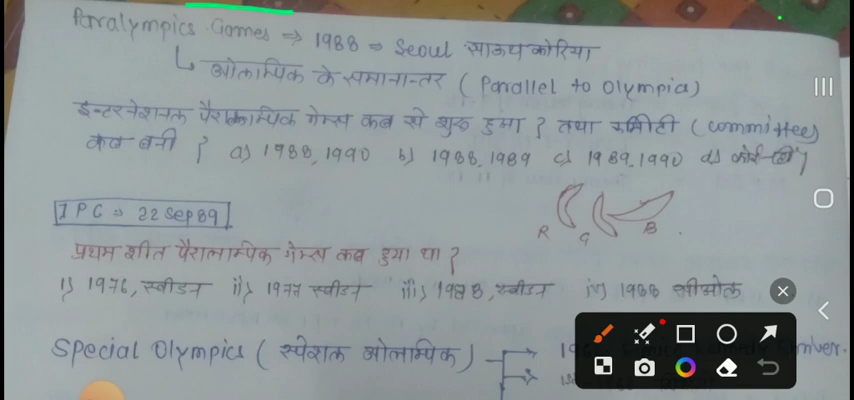 Paralympics Games ⇒ 1988 ⇒ Seoul साउथ कोरिया
ओलम्पिक के समानान्तर (Parallel to Olympia)
इन्टरनेशनल पैरालम्पिक गेम्स कब से शुरू हुआ? तथा कमीटी (Committee)
कब बनी? a) 1988, 1990 b) 1988, 1989 c) 1989, 1990 d) कोई नहीं
IPC ⇒ 22 Sep 89
R G B
प्रथम शीत पैरालम्पिक गेम्स कब हुआ था?
i) 1976, स्वीडन ii) 1977 स्वीडन iii) 1988, स्वीडन iv) 1988 सीओल
Special Olympics (स्पेशल ओलम्पिक)